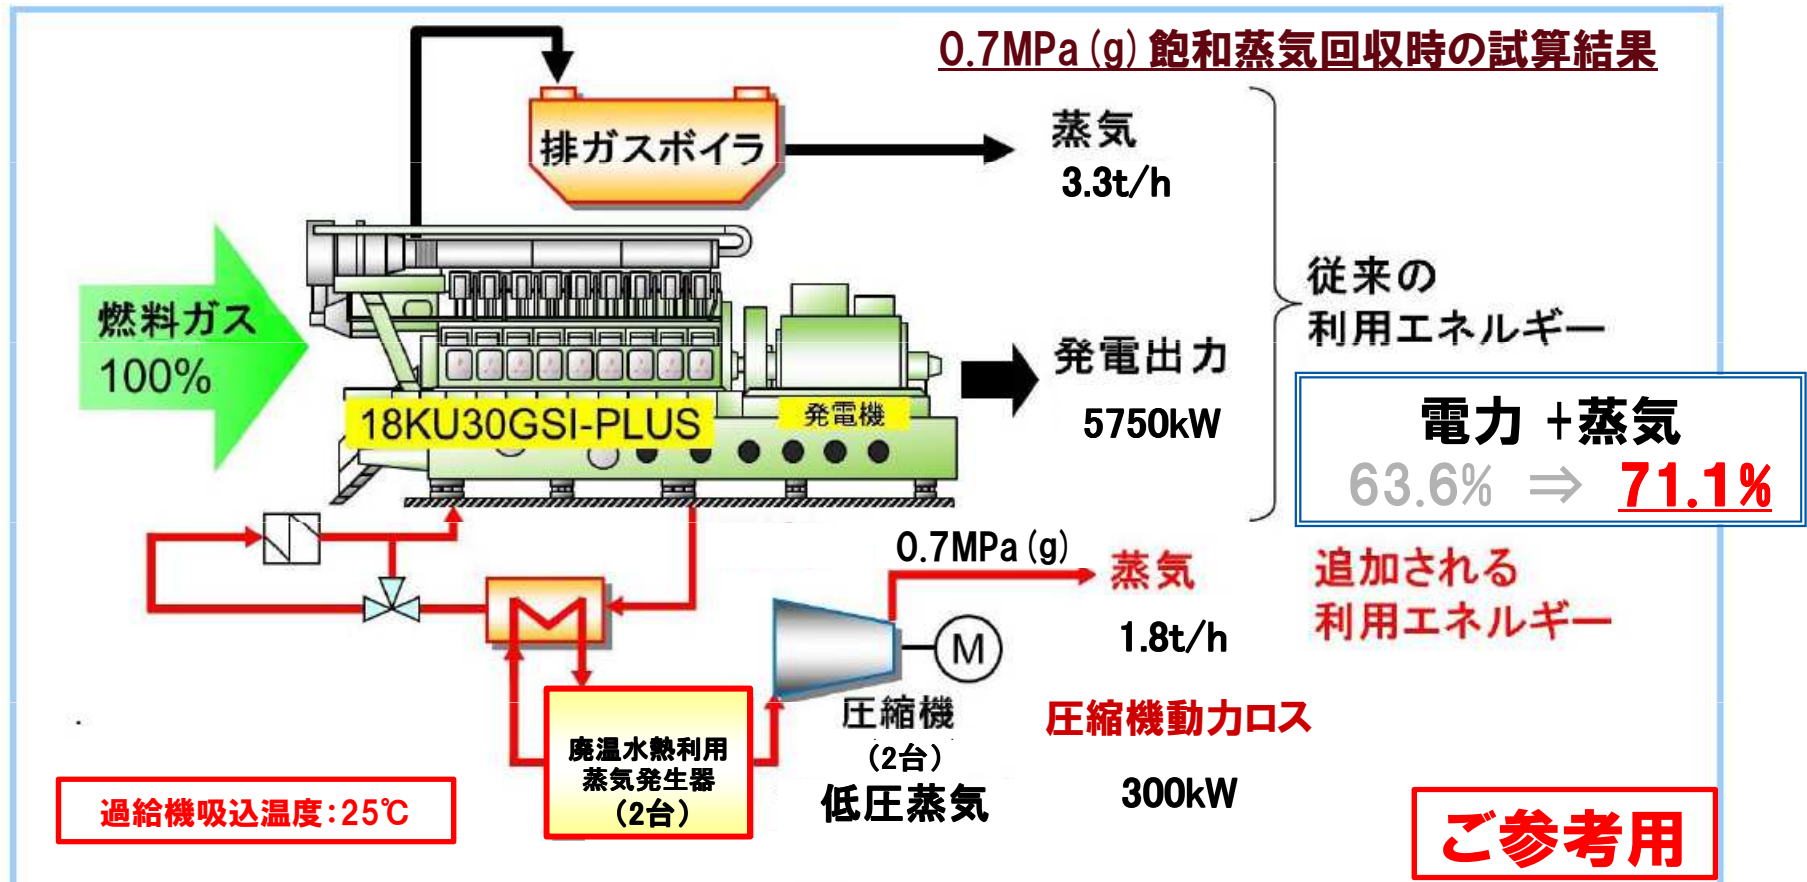 0.7MPa(g)飽和蒸気回収時の試算結果
排ガスボイラ
蒸気
3.3t/h
燃料ガス
100%
従来の
利用エネルギー
発電出力
5750kW
18KU30GSI-PLUS
発電機
電力 +蒸気
63.6% ⇒ 71.1%
0.7MPa(g)
蒸気
1.8t/h
追加される
利用エネルギー
M
圧縮機
(2台)
低圧蒸気
圧縮機動力ロス
300kW
廃温水熱利用
蒸気発生器
(2台)
過給機吸込温度:25℃
ご参考用